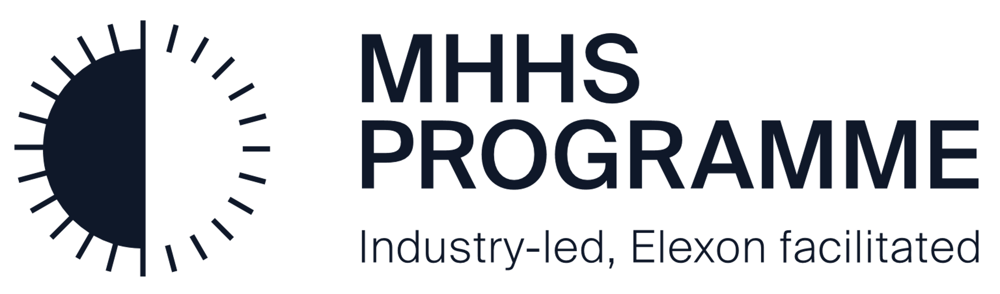 MHHS
PROGRAMME
Industry-led, Elexon facilitated